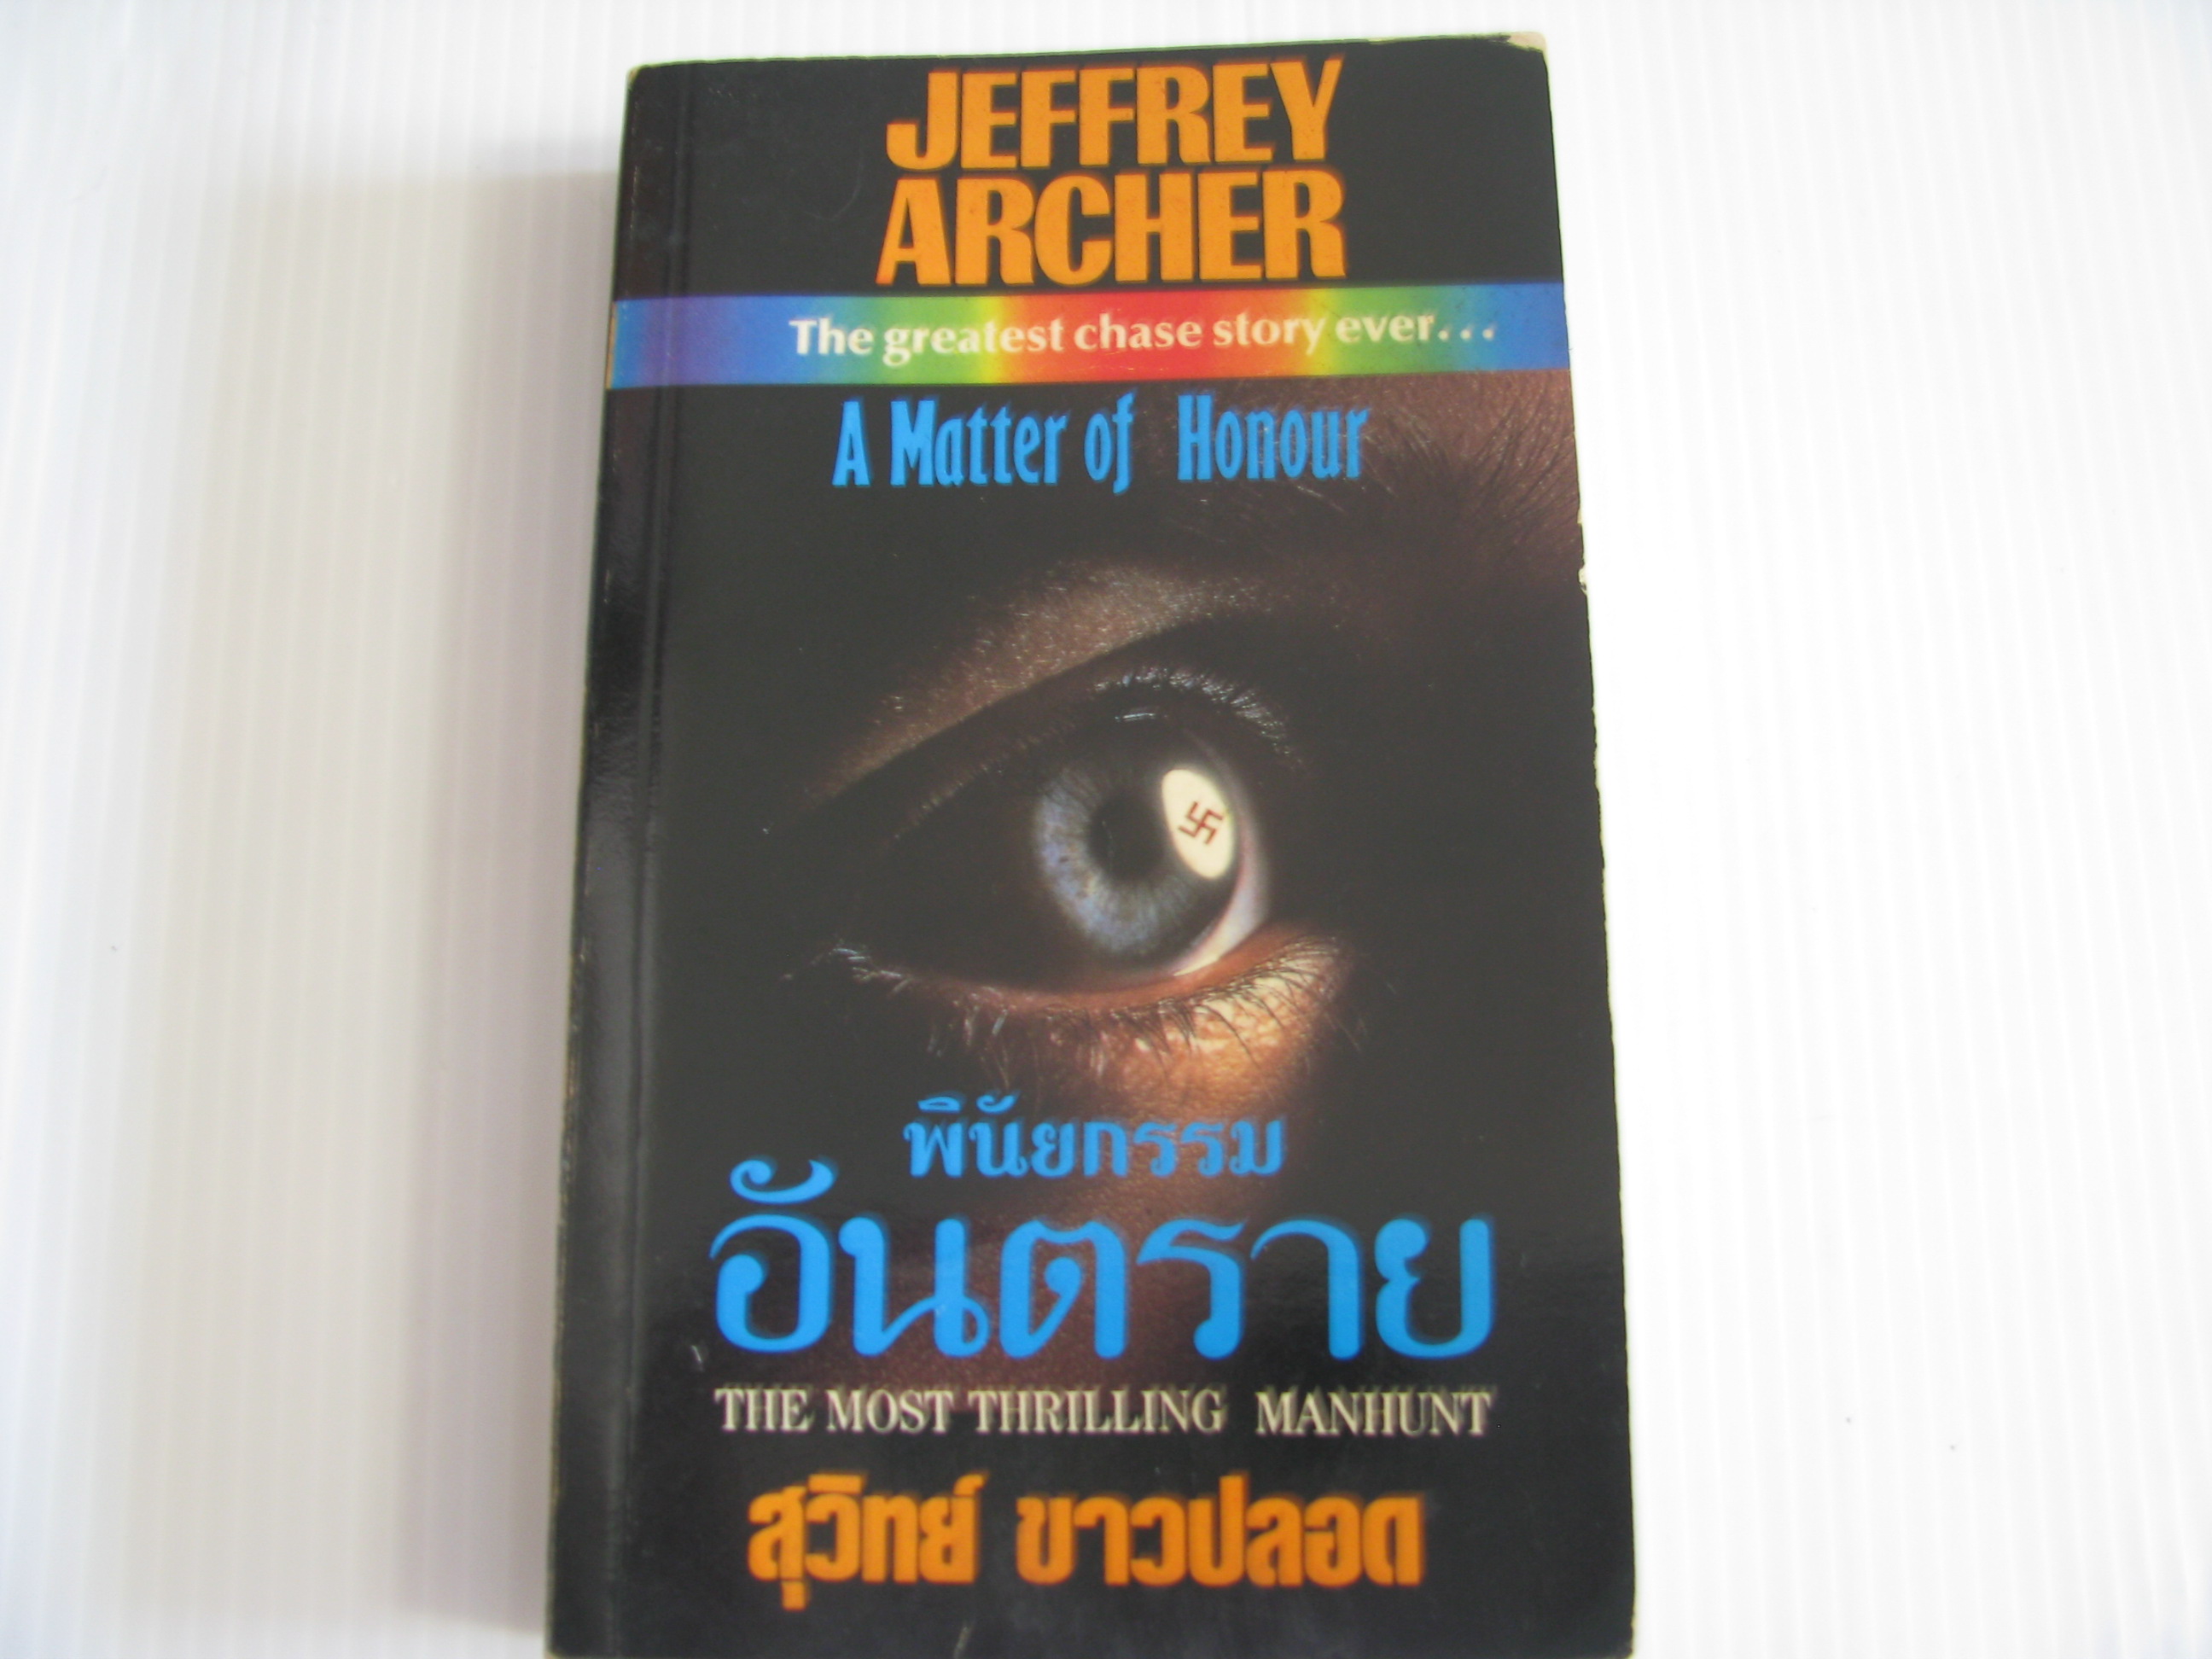 JEFFREY
ARCHER
The greatest chase story ever...
A Matter of Honour
พินัยกรรม
อันตราย
THE MOST THRILLING MANHUNT
สุวิทย์ ขาวปลอด